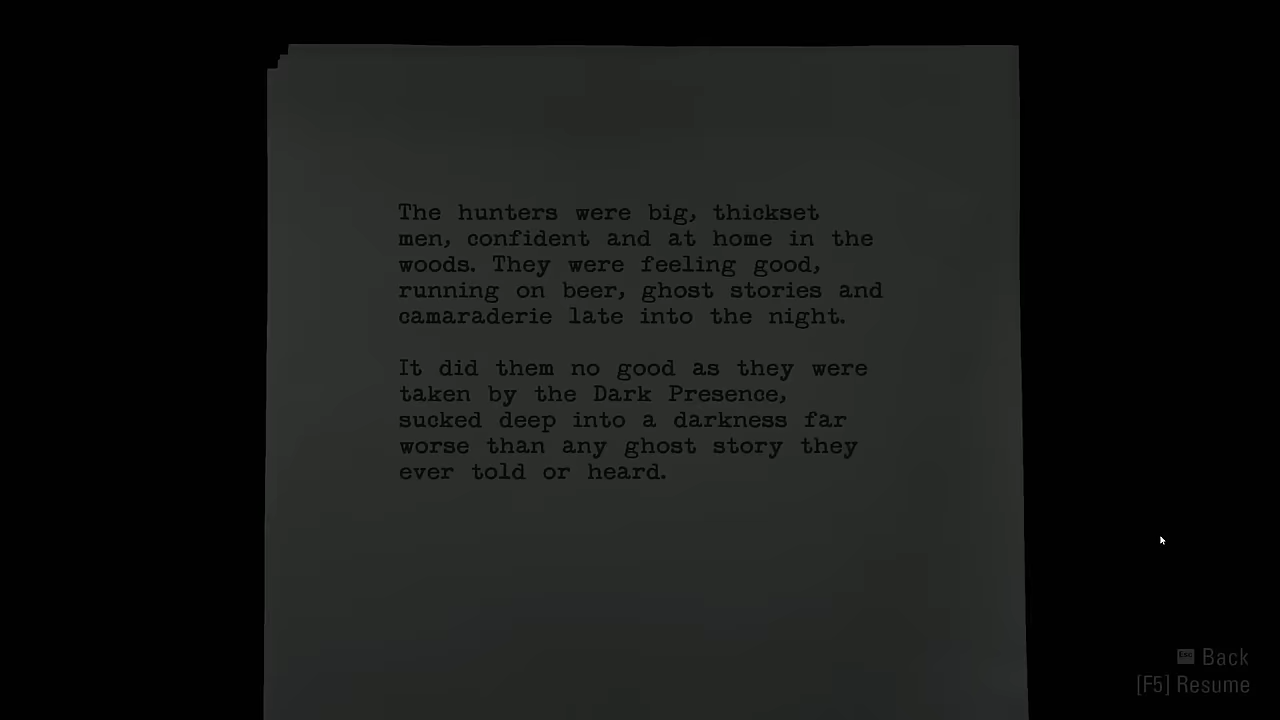 The hunters were big, thickset
men, confident and at home in the
woods. They were feeling good,
running on beer, ghost stories and
camaraderie late into the night.
It did them no good as they were
taken by the Dark Presence,
sucked deep into a darkness far
worse than any ghost story they
ever told or heard.
Esc Back
[F5] Resume